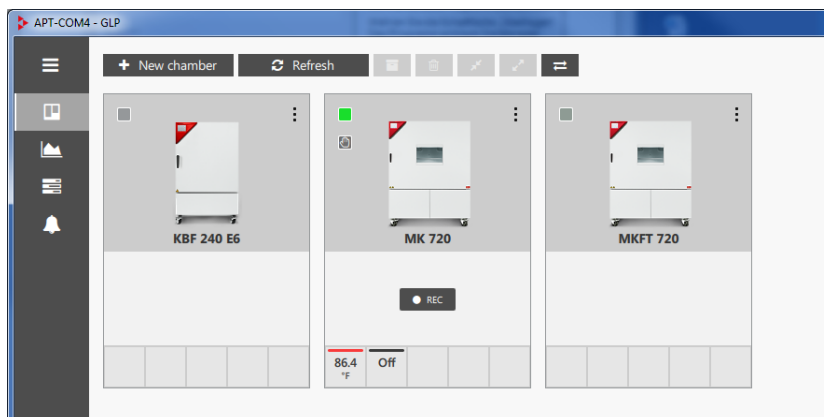 APT-COM4 - GLP
New chamber
Refresh
KBF 240 E6
MK 720
MKFT 720
REC
86.4
°F
Off